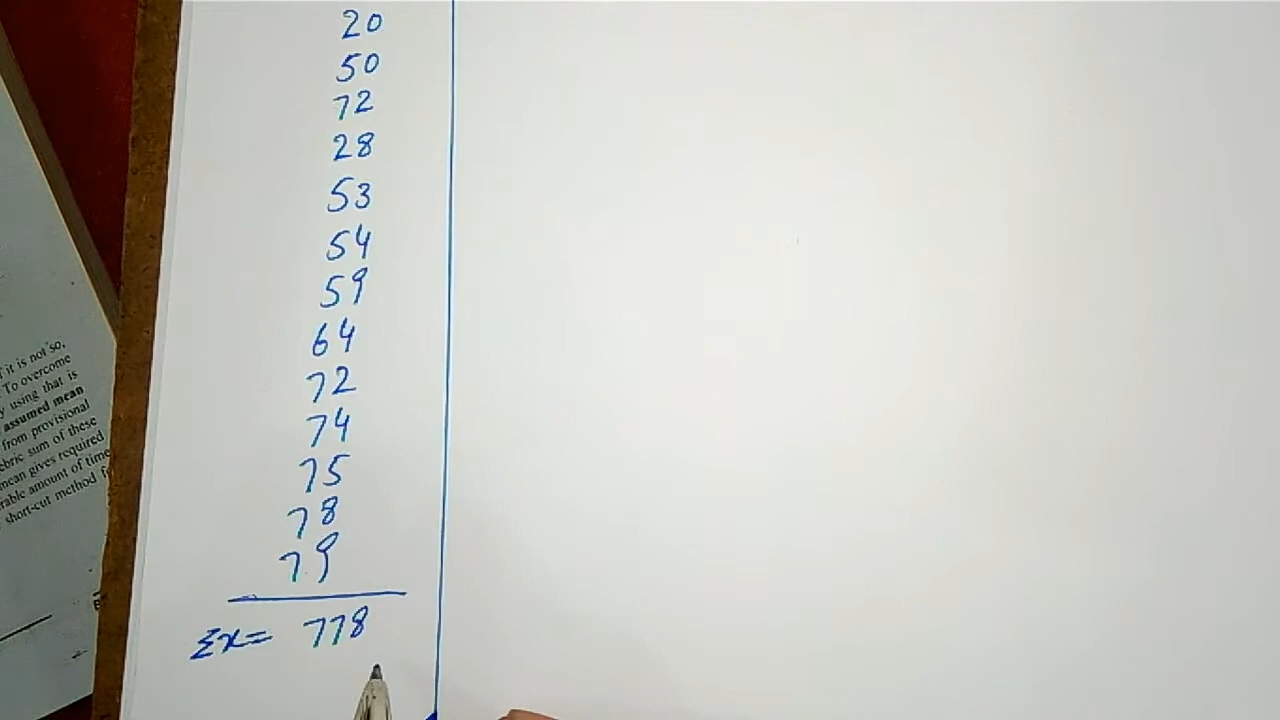 20
50
72
28
53
54
59
64
72
74
75
78
79
Σx= 778
it is not so,
To overcome
using that is
assumed mean
from provisional
sum of these
mean gives required
amount of time
short-cut method